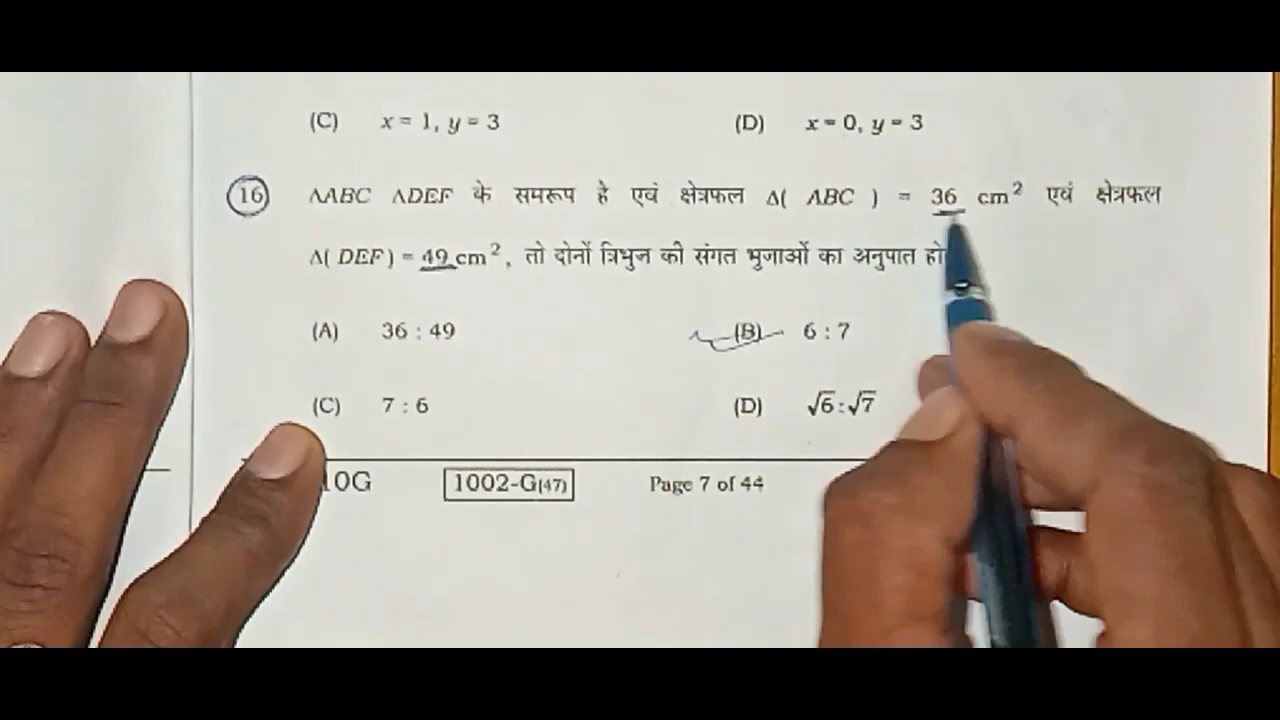 (C) x = 1, y = 3 (D) x = 0, y = 3
16 ΔABC ΔDEF के समरूप है एवं क्षेत्रफल Δ( ABC ) = 36 cm² एवं क्षेत्रफल
Δ( DEF ) = 49 cm², तो दोनों त्रिभुज की संगत भुजाओं का अनुपात
(A) 36 : 49 (B) 6 : 7
(C) 7 : 6 (D) √6 : √7
10G 1002-G(47) Page 7 of 44